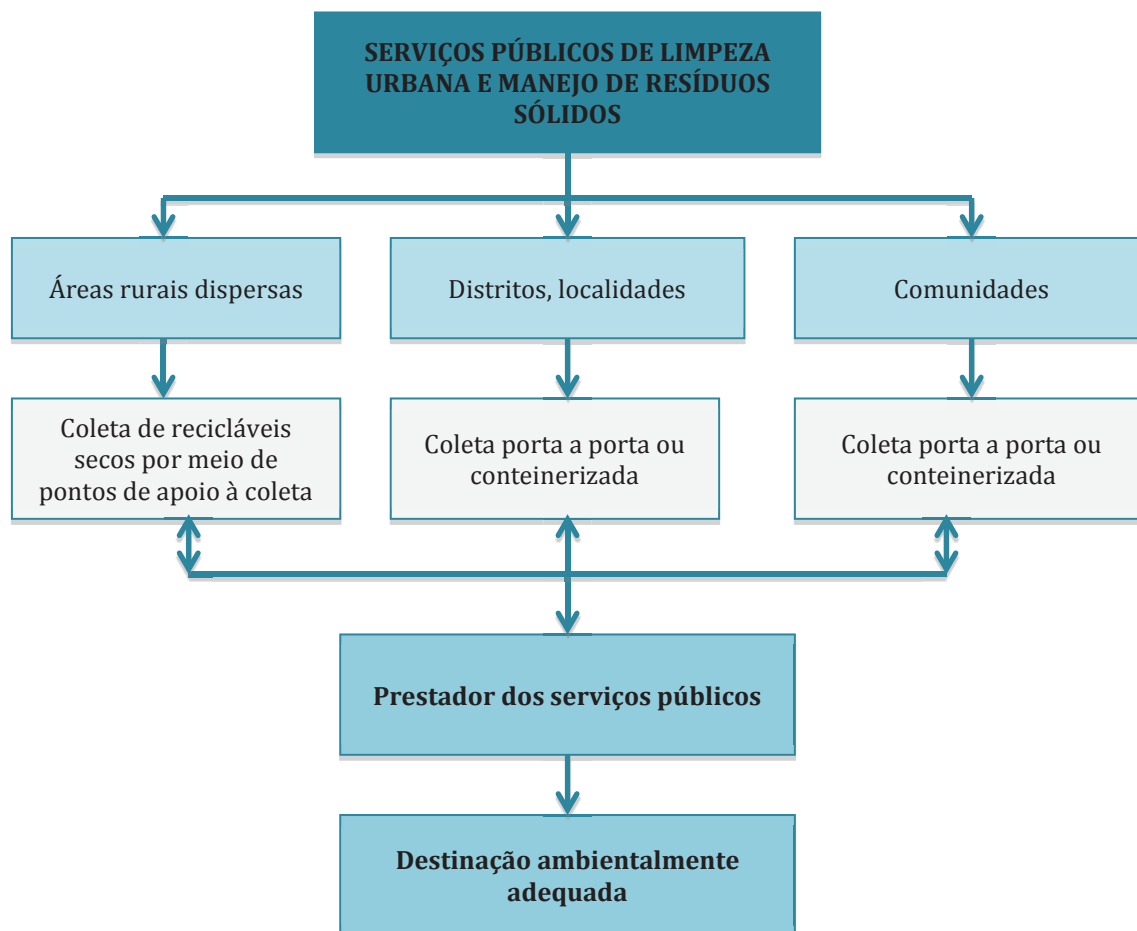 SERVIÇOS PÚBLICOS DE LIMPEZA
URBANA E MANEJO DE RESÍDUOS
SÓLIDOS
Áreas rurais dispersas
Distritos, localidades
Comunidades
Coleta de recicláveis
secos por meio de
pontos de apoio à coleta
Coleta porta a porta ou
conteinerizada
Coleta porta a porta ou
conteinerizada
Prestador dos serviços públicos
Destinação ambientalmente
adequada